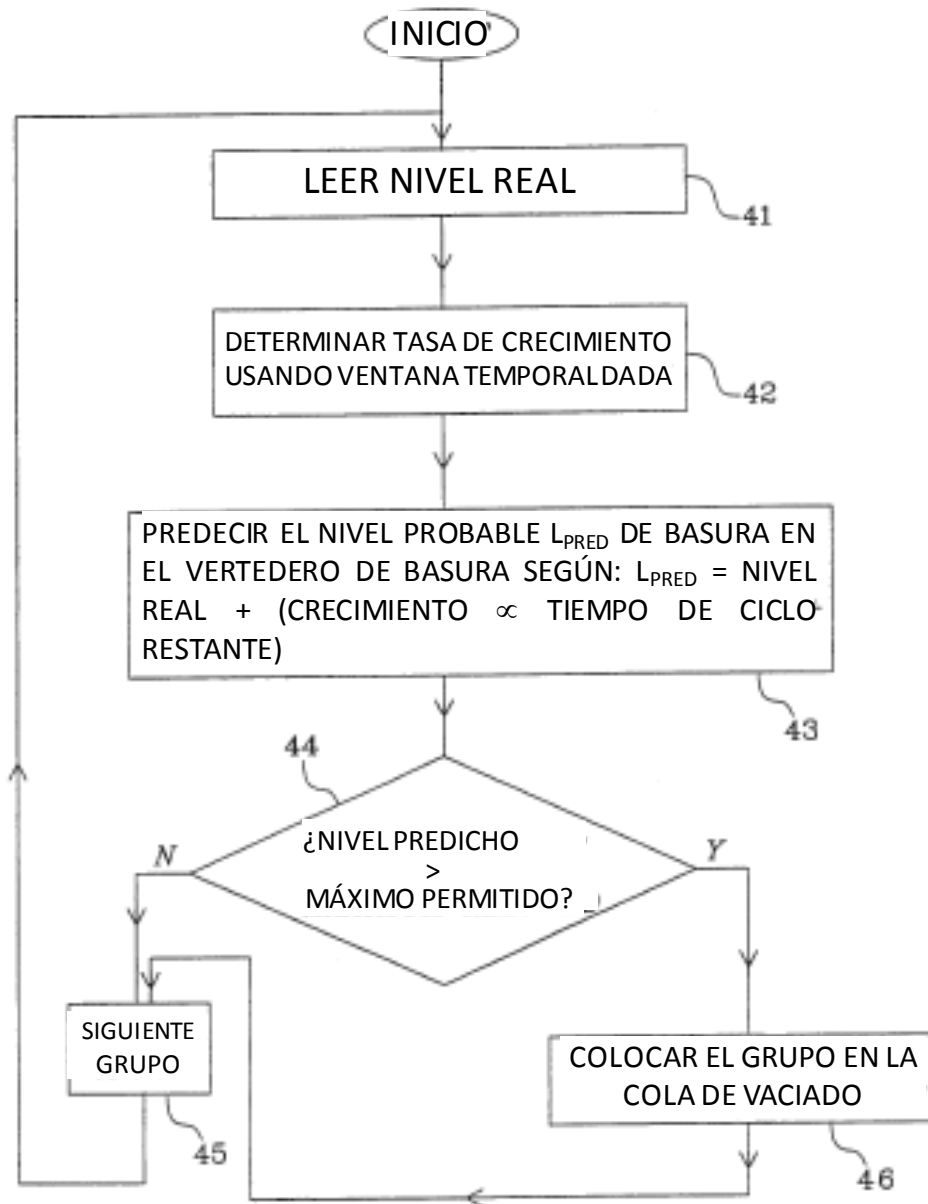 INICIO
LEER NIVEL REAL
41
DETERMINAR TASA DE CRECIMIENTO
USANDO VENTANA TEMPORAL DADA
42
PREDECIR EL NIVEL PROBABLE L_PRED DE BASURA EN
EL VERTEDERO DE BASURA SEGÚN: L_PRED = NIVEL
REAL + (CRECIMIENTO ∝ TIEMPO DE CICLO
RESTANTE)
43
44
¿NIVEL PREDICHO
>
MÁXIMO PERMITIDO?
N
Y
SIGUIENTE
GRUPO
45
COLOCAR EL GRUPO EN LA
COLA DE VACIADO
46